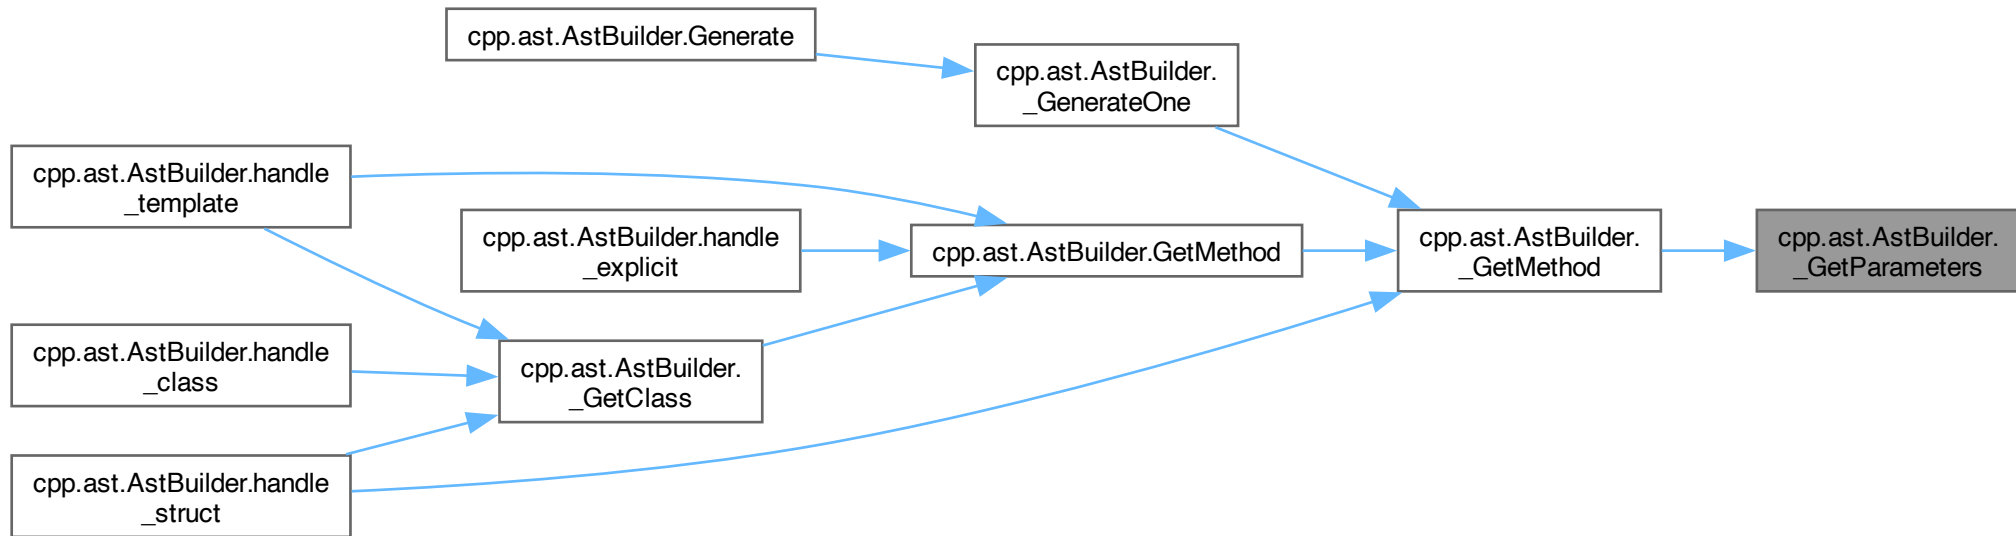 cpp.ast.AstBuilder.Generate
cpp.ast.AstBuilder.
_GenerateOne
cpp.ast.AstBuilder.handle
_template
cpp.ast.AstBuilder.handle
_explicit
cpp.ast.AstBuilder.GetMethod
cpp.ast.AstBuilder.
_GetMethod
cpp.ast.AstBuilder.
_GetParameters
cpp.ast.AstBuilder.handle
_class
cpp.ast.AstBuilder.
_GetClass
cpp.ast.AstBuilder.handle
_struct